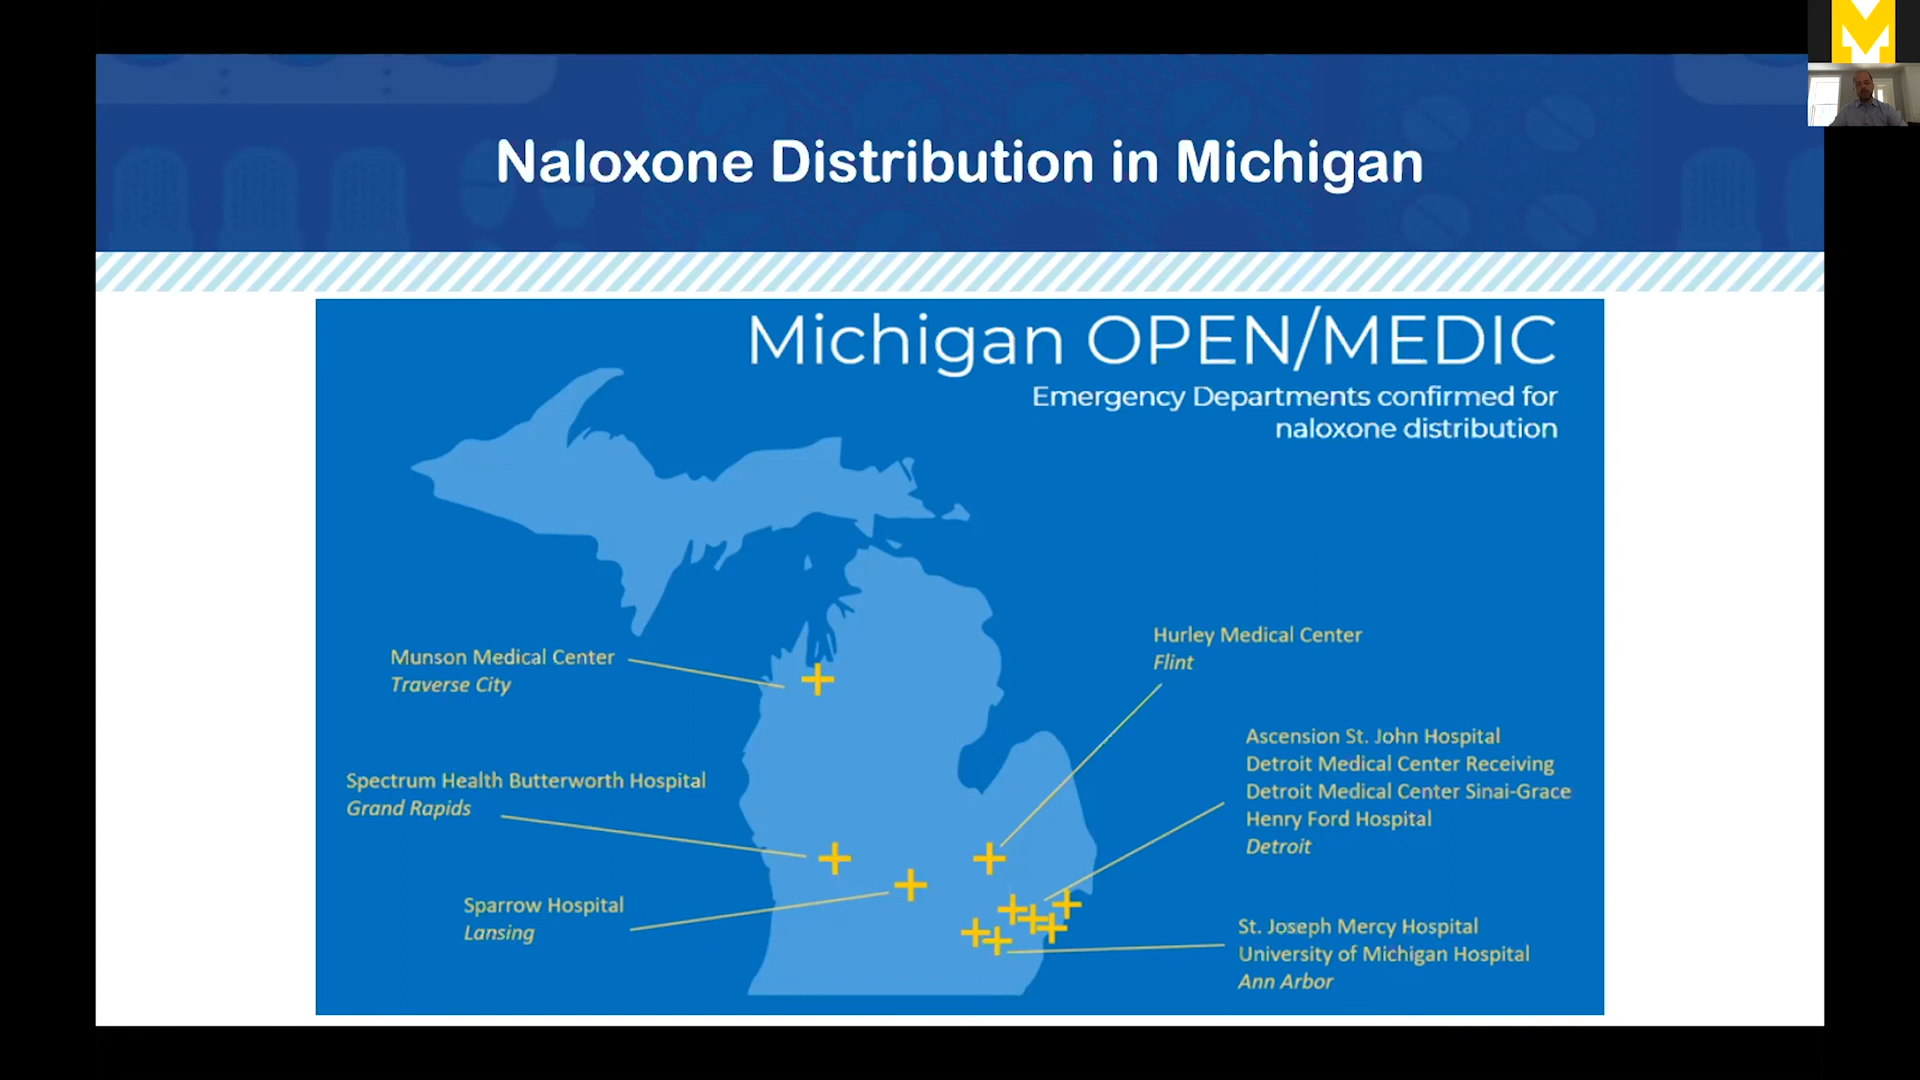 Naloxone Distribution in Michigan
Michigan OPEN/MEDIC
Emergency Departments confirmed for
naloxone distribution
Munson Medical Center
Traverse City
Spectrum Health Butterworth Hospital
Grand Rapids
Sparrow Hospital
Lansing
Hurley Medical Center
Flint
Ascension St. John Hospital
Detroit Medical Center Receiving
Detroit Medical Center Sinai-Grace
Henry Ford Hospital
Detroit
St. Joseph Mercy Hospital
University of Michigan Hospital
Ann Arbor
M